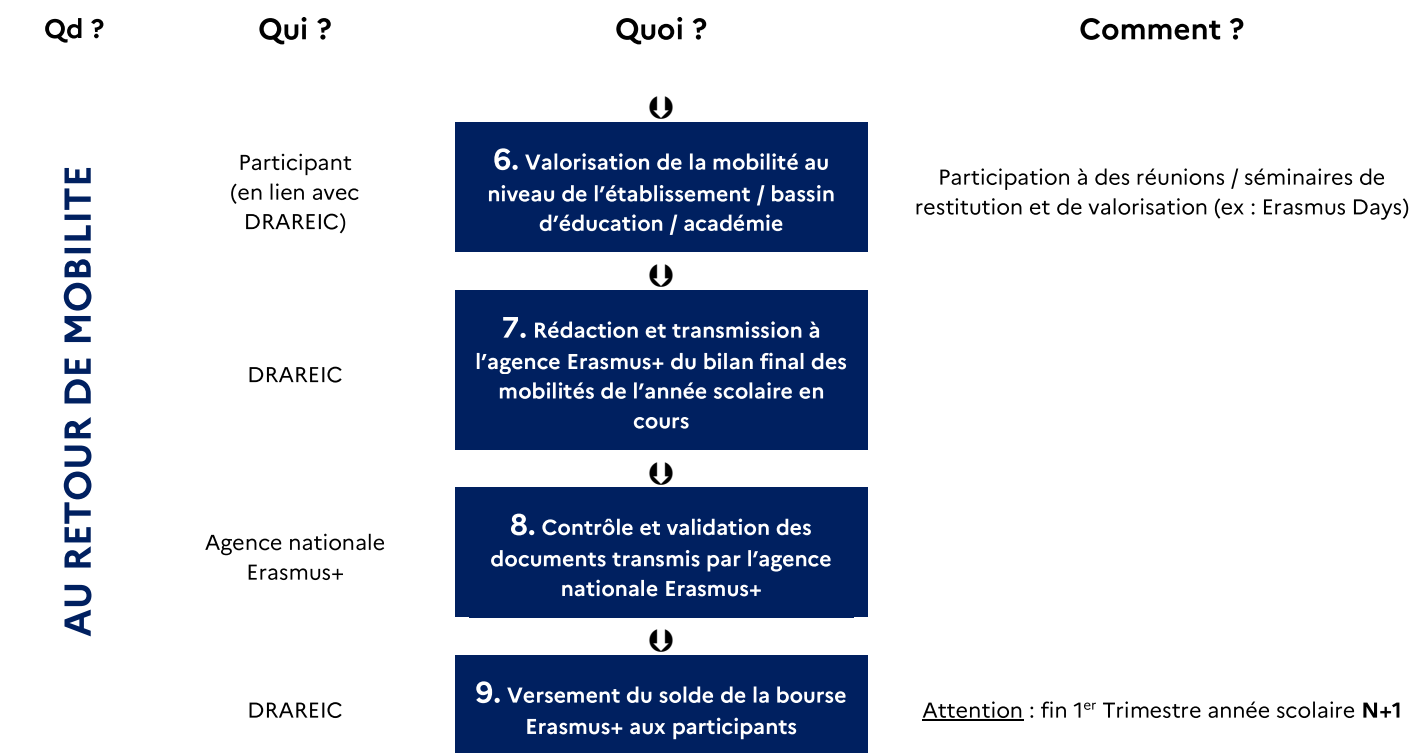 Qd ? Qui ? Quoi ? Comment ?
AU RETOUR DE MOBILITE
Participant
(en lien avec
DRAREIC)
6. Valorisation de la mobilité au
niveau de l'établissement / bassin
d'éducation / académie
Participation à des réunions / séminaires de
restitution et de valorisation (ex : Erasmus Days)
DRAREIC
7. Rédaction et transmission à
l'agence Erasmus+ du bilan final des
mobilités de l'année scolaire en
cours
Agence nationale
Erasmus+
8. Contrôle et validation des
documents transmis par l'agence
nationale Erasmus+
DRAREIC
9. Versement du solde de la bourse
Erasmus+ aux participants
Attention : fin 1er Trimestre année scolaire N+1